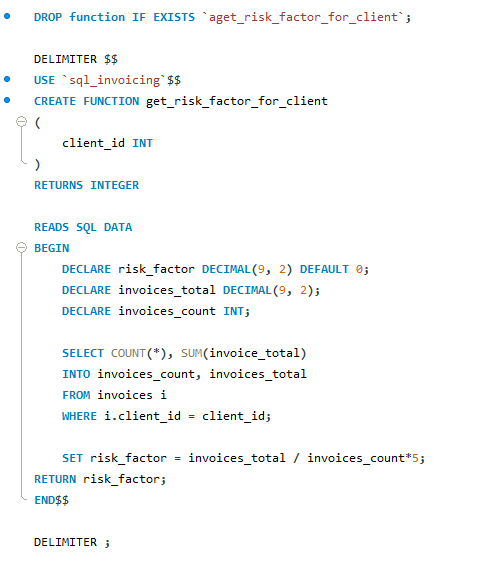 DROP function IF EXISTS `aget_risk_factor_for_client`;
DELIMITER $$
USE `sql_invoicing`$$
CREATE FUNCTION get_risk_factor_for_client
(
    client_id INT
)
RETURNS INTEGER
READS SQL DATA
BEGIN
    DECLARE risk_factor DECIMAL(9, 2) DEFAULT 0;
    DECLARE invoices_total DECIMAL(9, 2);
    DECLARE invoices_count INT;
    SELECT COUNT(*), SUM(invoice_total)
    INTO invoices_count, invoices_total
    FROM invoices i
    WHERE i.client_id = client_id;
    SET risk_factor = invoices_total / invoices_count*5;
RETURN risk_factor;
END$$
DELIMITER ;